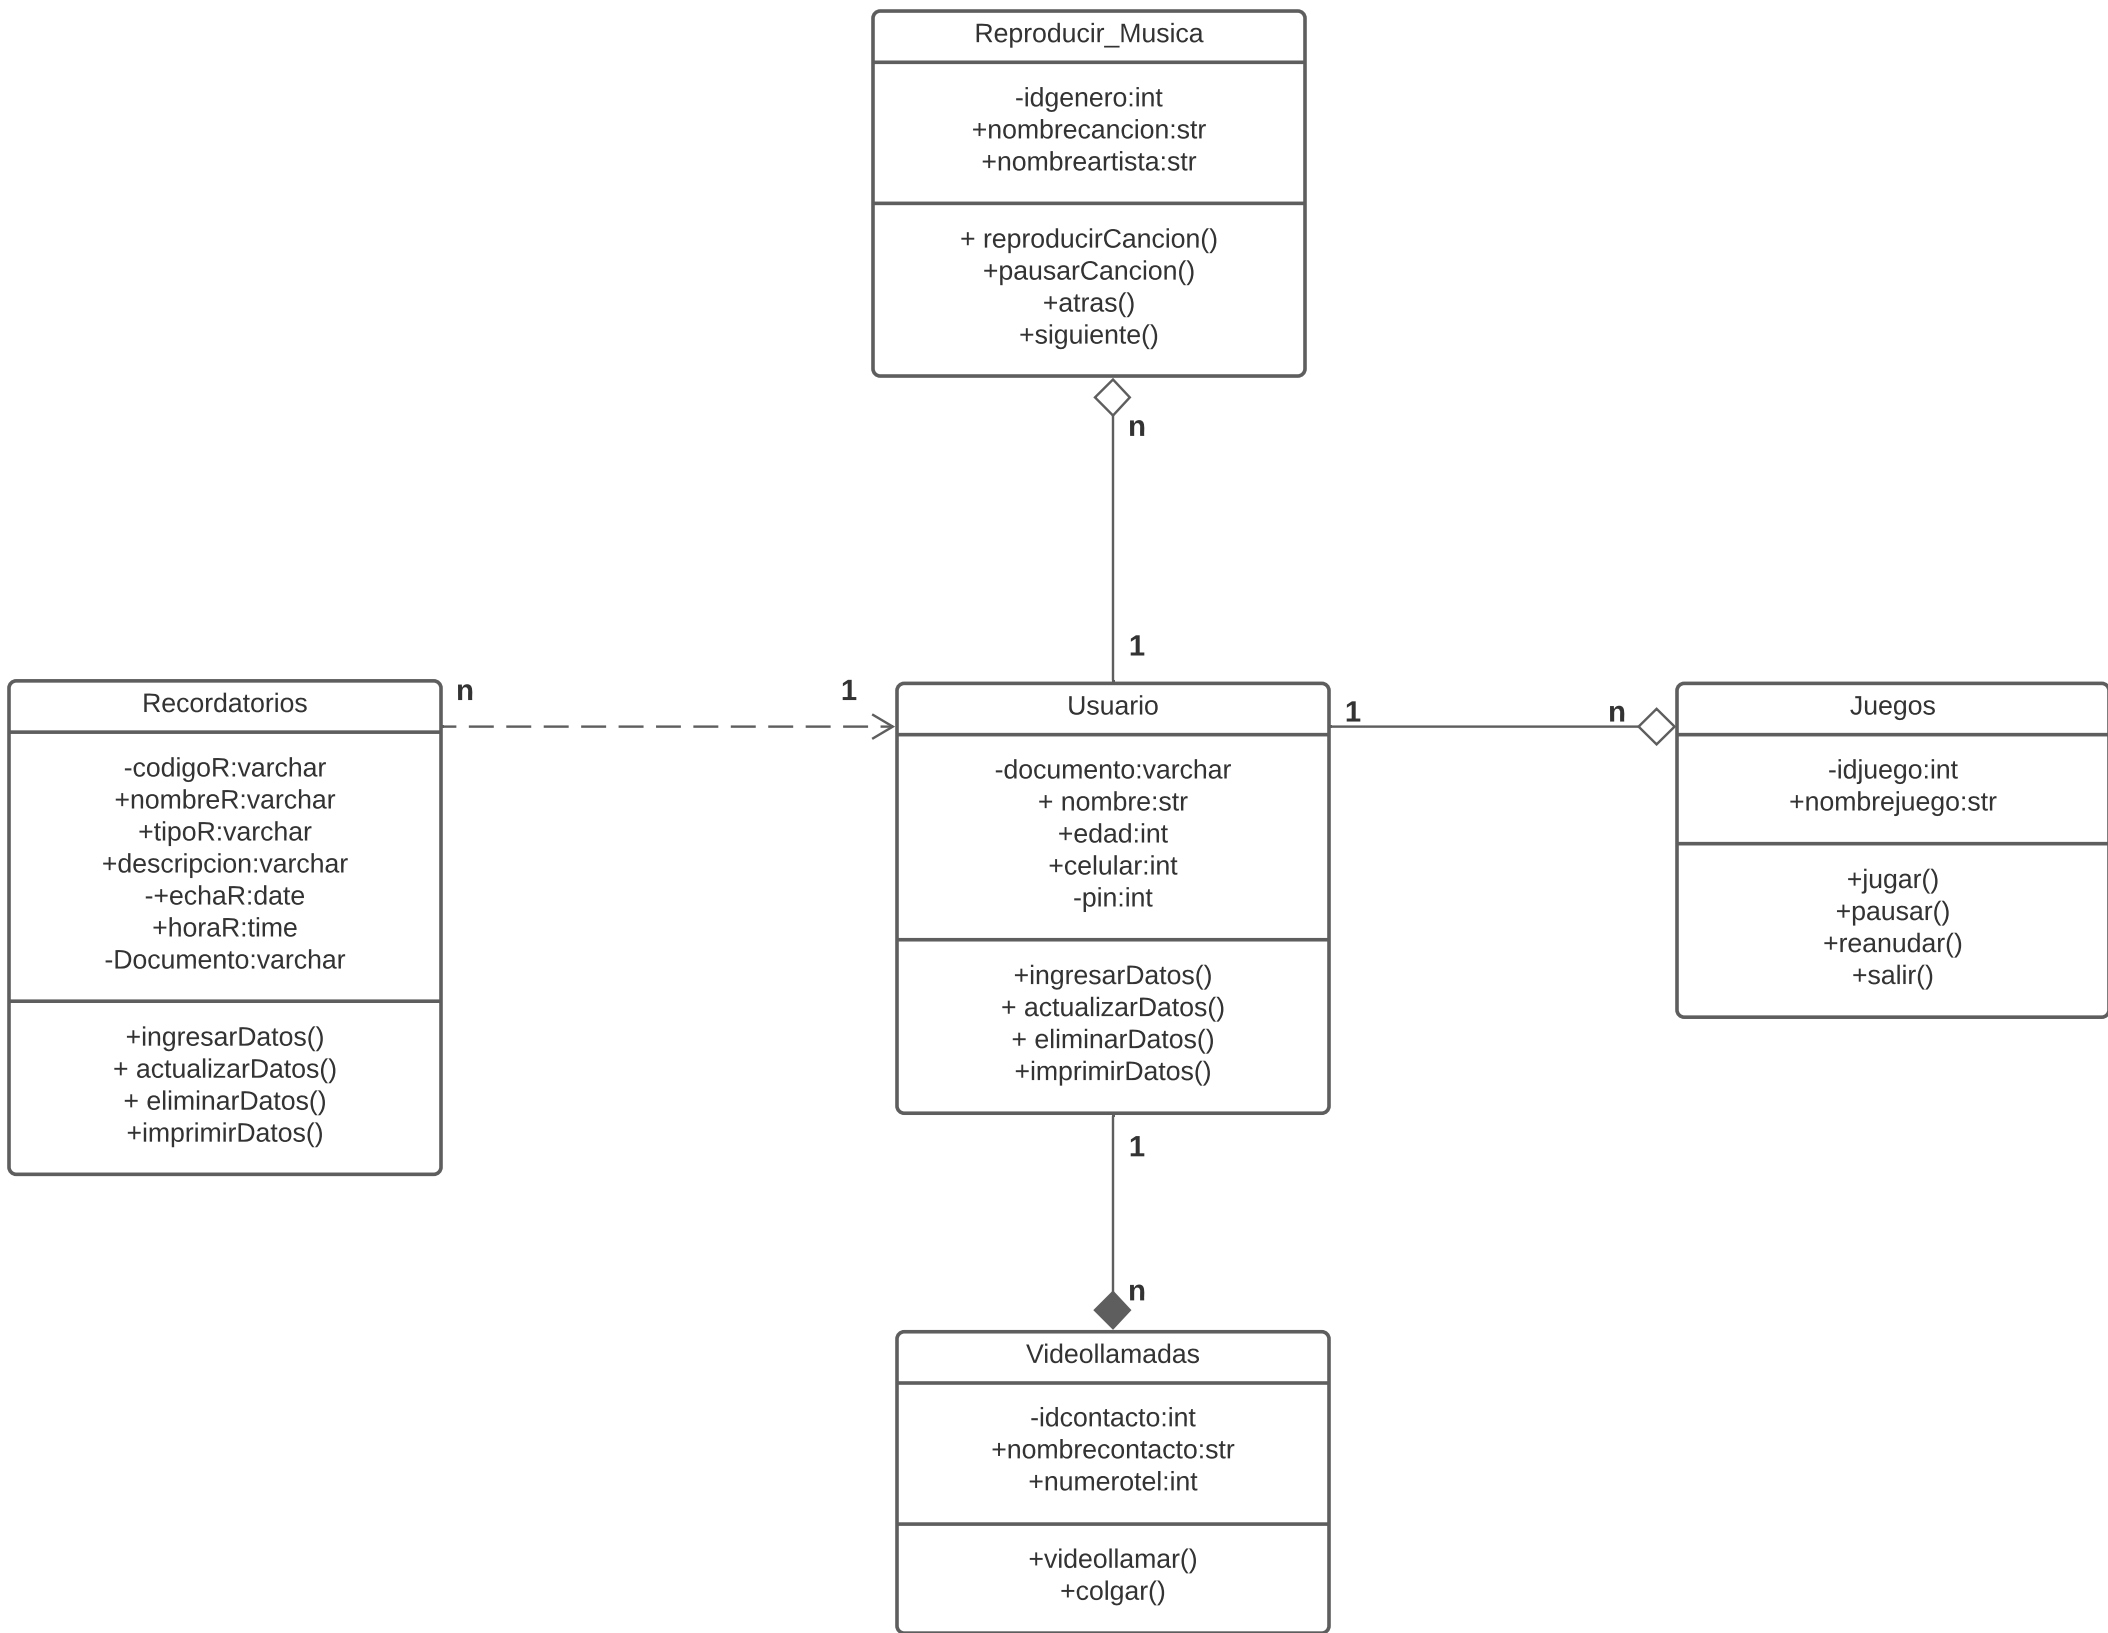 Reproducir_Musica
-idgenero:int
+nombrecancion:str
+nombreartista:str
+ reproducirCancion()
+pausarCancion()
+atras()
+siguiente()
n
1
Recordatorios
-codigoR:varchar
+nombreR:varchar
+tipoR:varchar
+descripcion:varchar
-+echaR:date
+horaR:time
-Documento:varchar
+ingresarDatos()
+ actualizarDatos()
+ eliminarDatos()
+imprimirDatos()
n
1
Usuario
-documento:varchar
+ nombre:str
+edad:int
+celular:int
-pin:int
+ingresarDatos()
+ actualizarDatos()
+ eliminarDatos()
+imprimirDatos()
1
n
Juegos
-idjuego:int
+nombrejuego:str
+jugar()
+pausar()
+reanudar()
+salir()
1
n
Videollamadas
-idcontacto:int
+nombrecontacto:str
+numerotel:int
+videollamar()
+colgar()